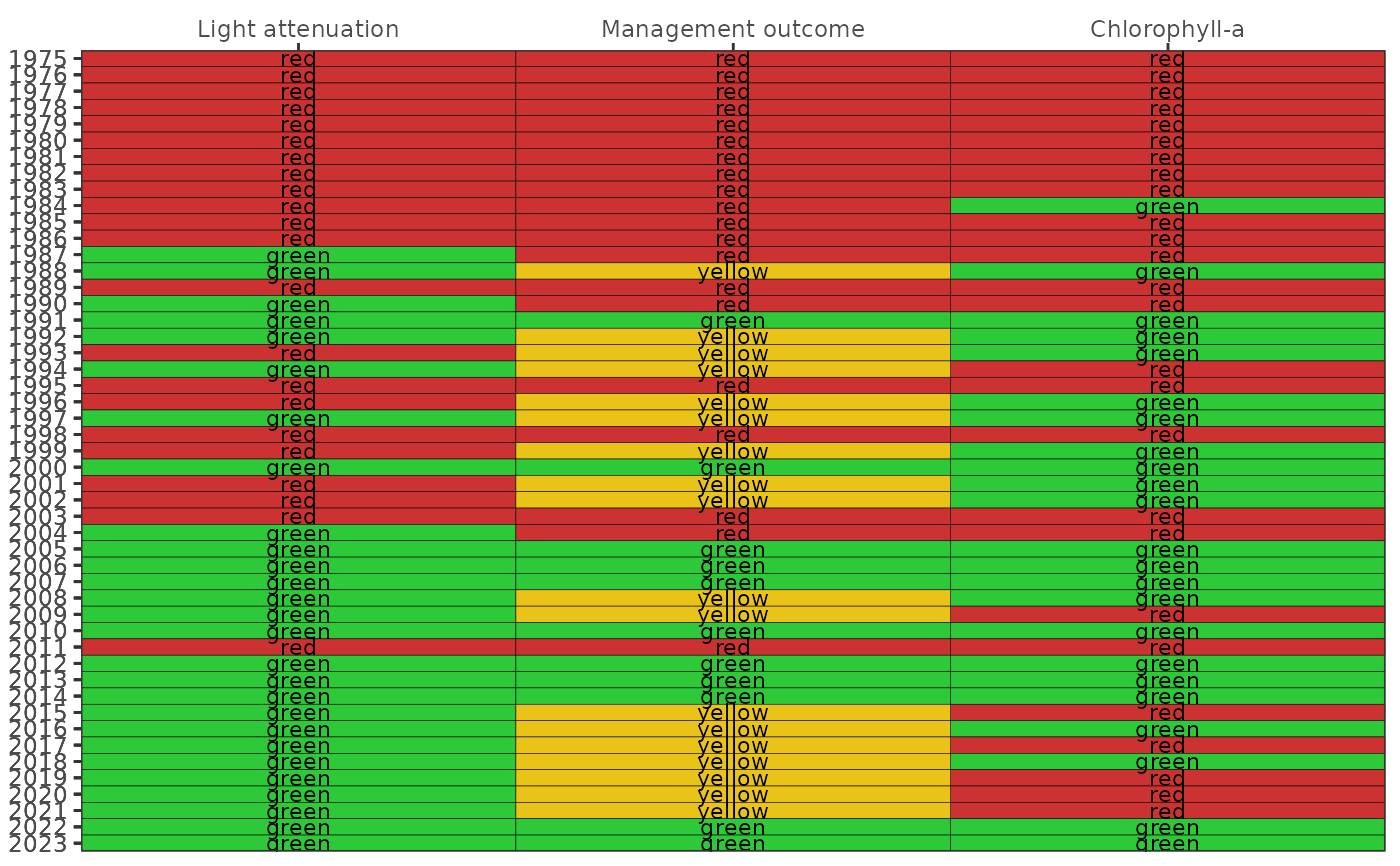 Light attenuation Management outcome Chlorophyll-a
1975 red red red
1976 red red red
1977 red red red
1978 red red red
1979 red red red
1980 red red red
1981 red red red
1982 red red red
1983 red red red
1984 red red green
1985 red red red
1986 red red red
1987 green red red
1988 green yellow green
1989 red red red
1990 green red red
1991 green green green
1992 green yellow green
1993 red yellow green
1994 green yellow red
1995 red red red
1996 red yellow green
1997 green yellow green
1998 red red red
1999 red yellow green
2000 green green green
2001 red yellow green
2002 red yellow green
2003 red red red
2004 green red red
2005 green green green
2006 green green green
2007 green green green
2008 green yellow green
2009 green yellow red
2010 green green green
2011 red red red
2012 green green green
2013 green green green
2014 green green green
2015 green yellow red
2016 green yellow green
2017 green yellow red
2018 green yellow green
2019 green yellow red
2020 green yellow red
2021 green yellow red
2022 green green green
2023 green green green